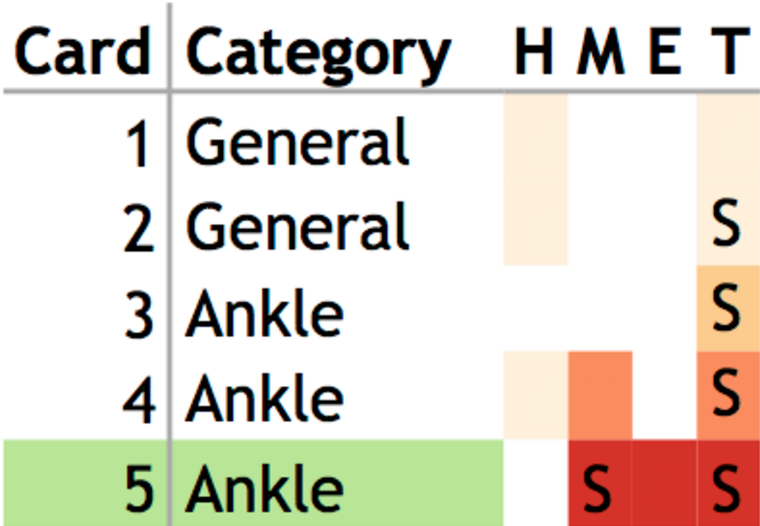 Card Category H M E T
1 General
2 General S
3 Ankle S
4 Ankle S
5 Ankle S S